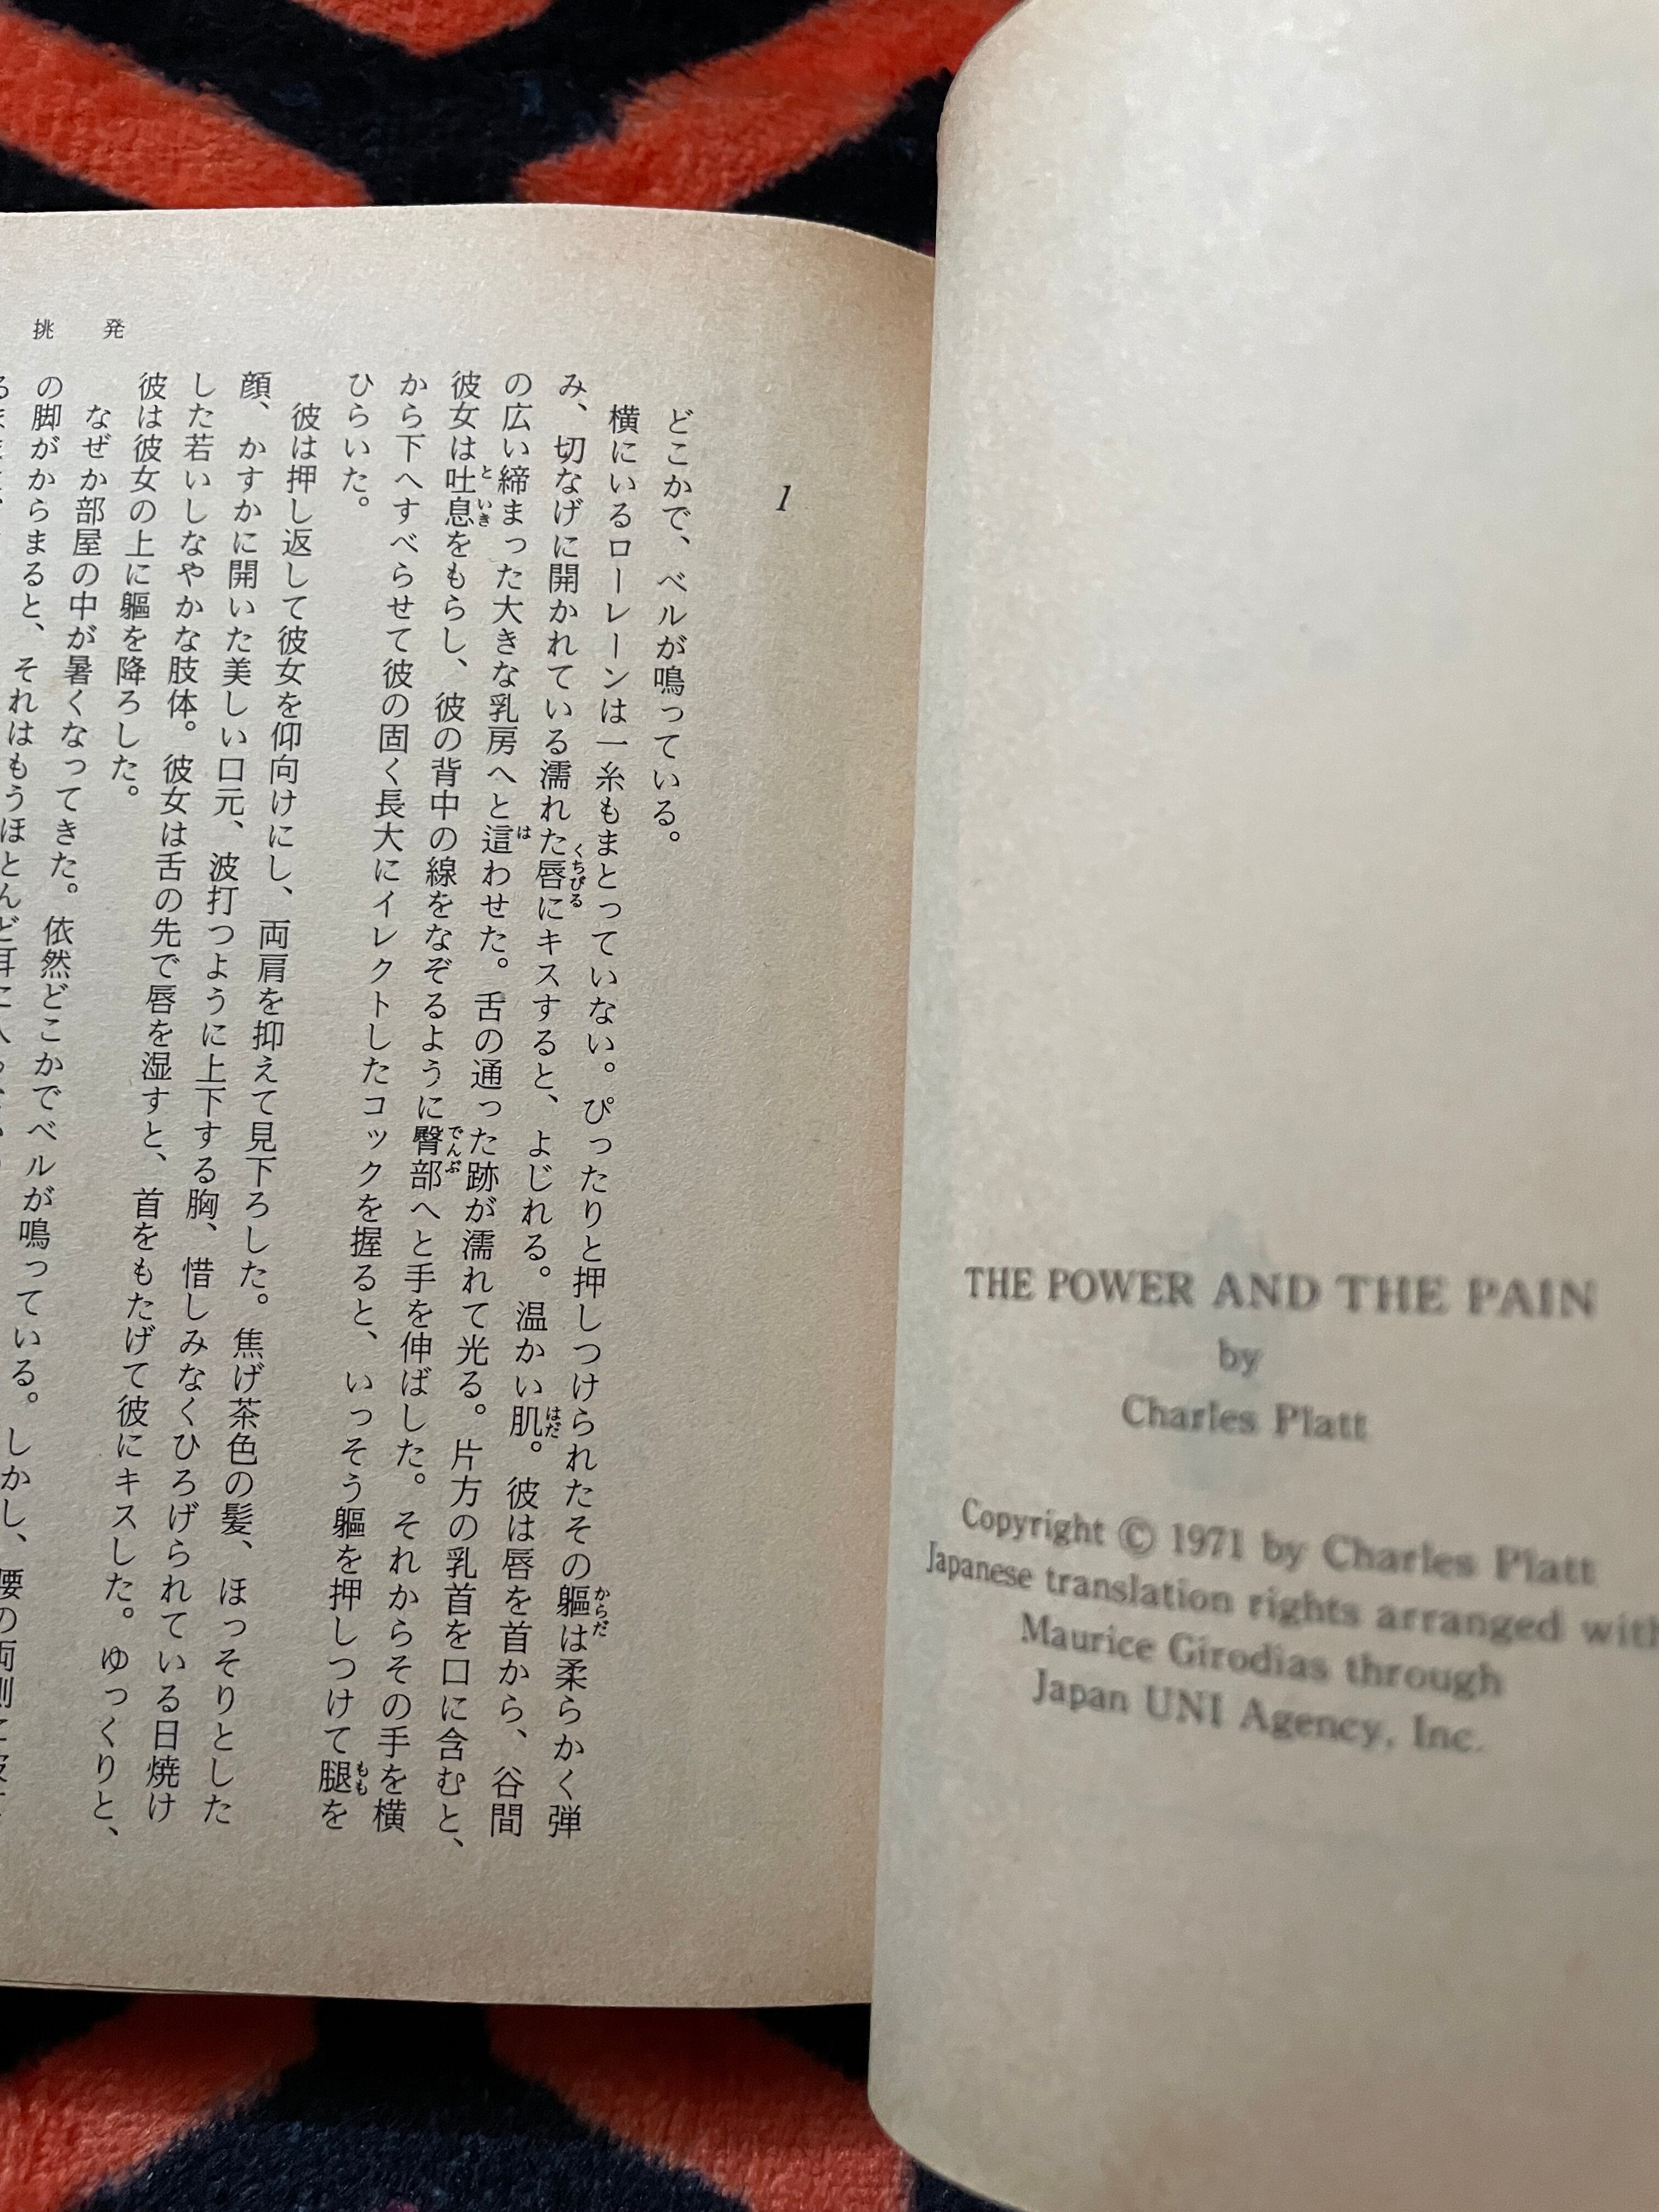 THE POWER AND THE PAIN
by
Charles Platt
Copyright © 1971 by Charles Platt
Japanese translation rights arranged with
Maurice Girodias through
Japan UNI Agency, Inc.
挑 発
1
どこかで、ベルが鳴っている。
横にいるローレーンは一糸もまとっていない。ぴったりと押しつけられたその軀は柔らかく弾
み、切なげに開かれている濡れた唇にキスすると、よじれる。温かい肌。彼は唇を首から、谷間
の広い締まった大きな乳房へと這わせた。舌の通った跡が濡れて光る。片方の乳首を口に含むと、
彼女は吐息をもらし、彼の背中の線をなぞるように臀部へと手を伸ばした。それからその手を横
から下へすべらせて彼の固く長大にイレクトしたコックを握ると、いっそう軀を押しつけて腿を
ひらいた。
彼は押し返して彼女を仰向けにし、両肩を抑えて見下ろした。焦げ茶色の髪、ほっそりとした
顔、かすかに開いた美しい口元、波打つように上下する胸、惜しみなくひろげられている日焼け
した若いしなやかな肢体。彼女は舌の先で唇を湿すと、首をもたげて彼にキスした。ゆっくりと、
彼は彼女の上に軀を降ろした。
なぜか部屋の中が暑くなってきた。依然どこかでベルが鳴っている。しかし、腰の両側に彼女
の脚がからまると、それはもうほとんど耳に入